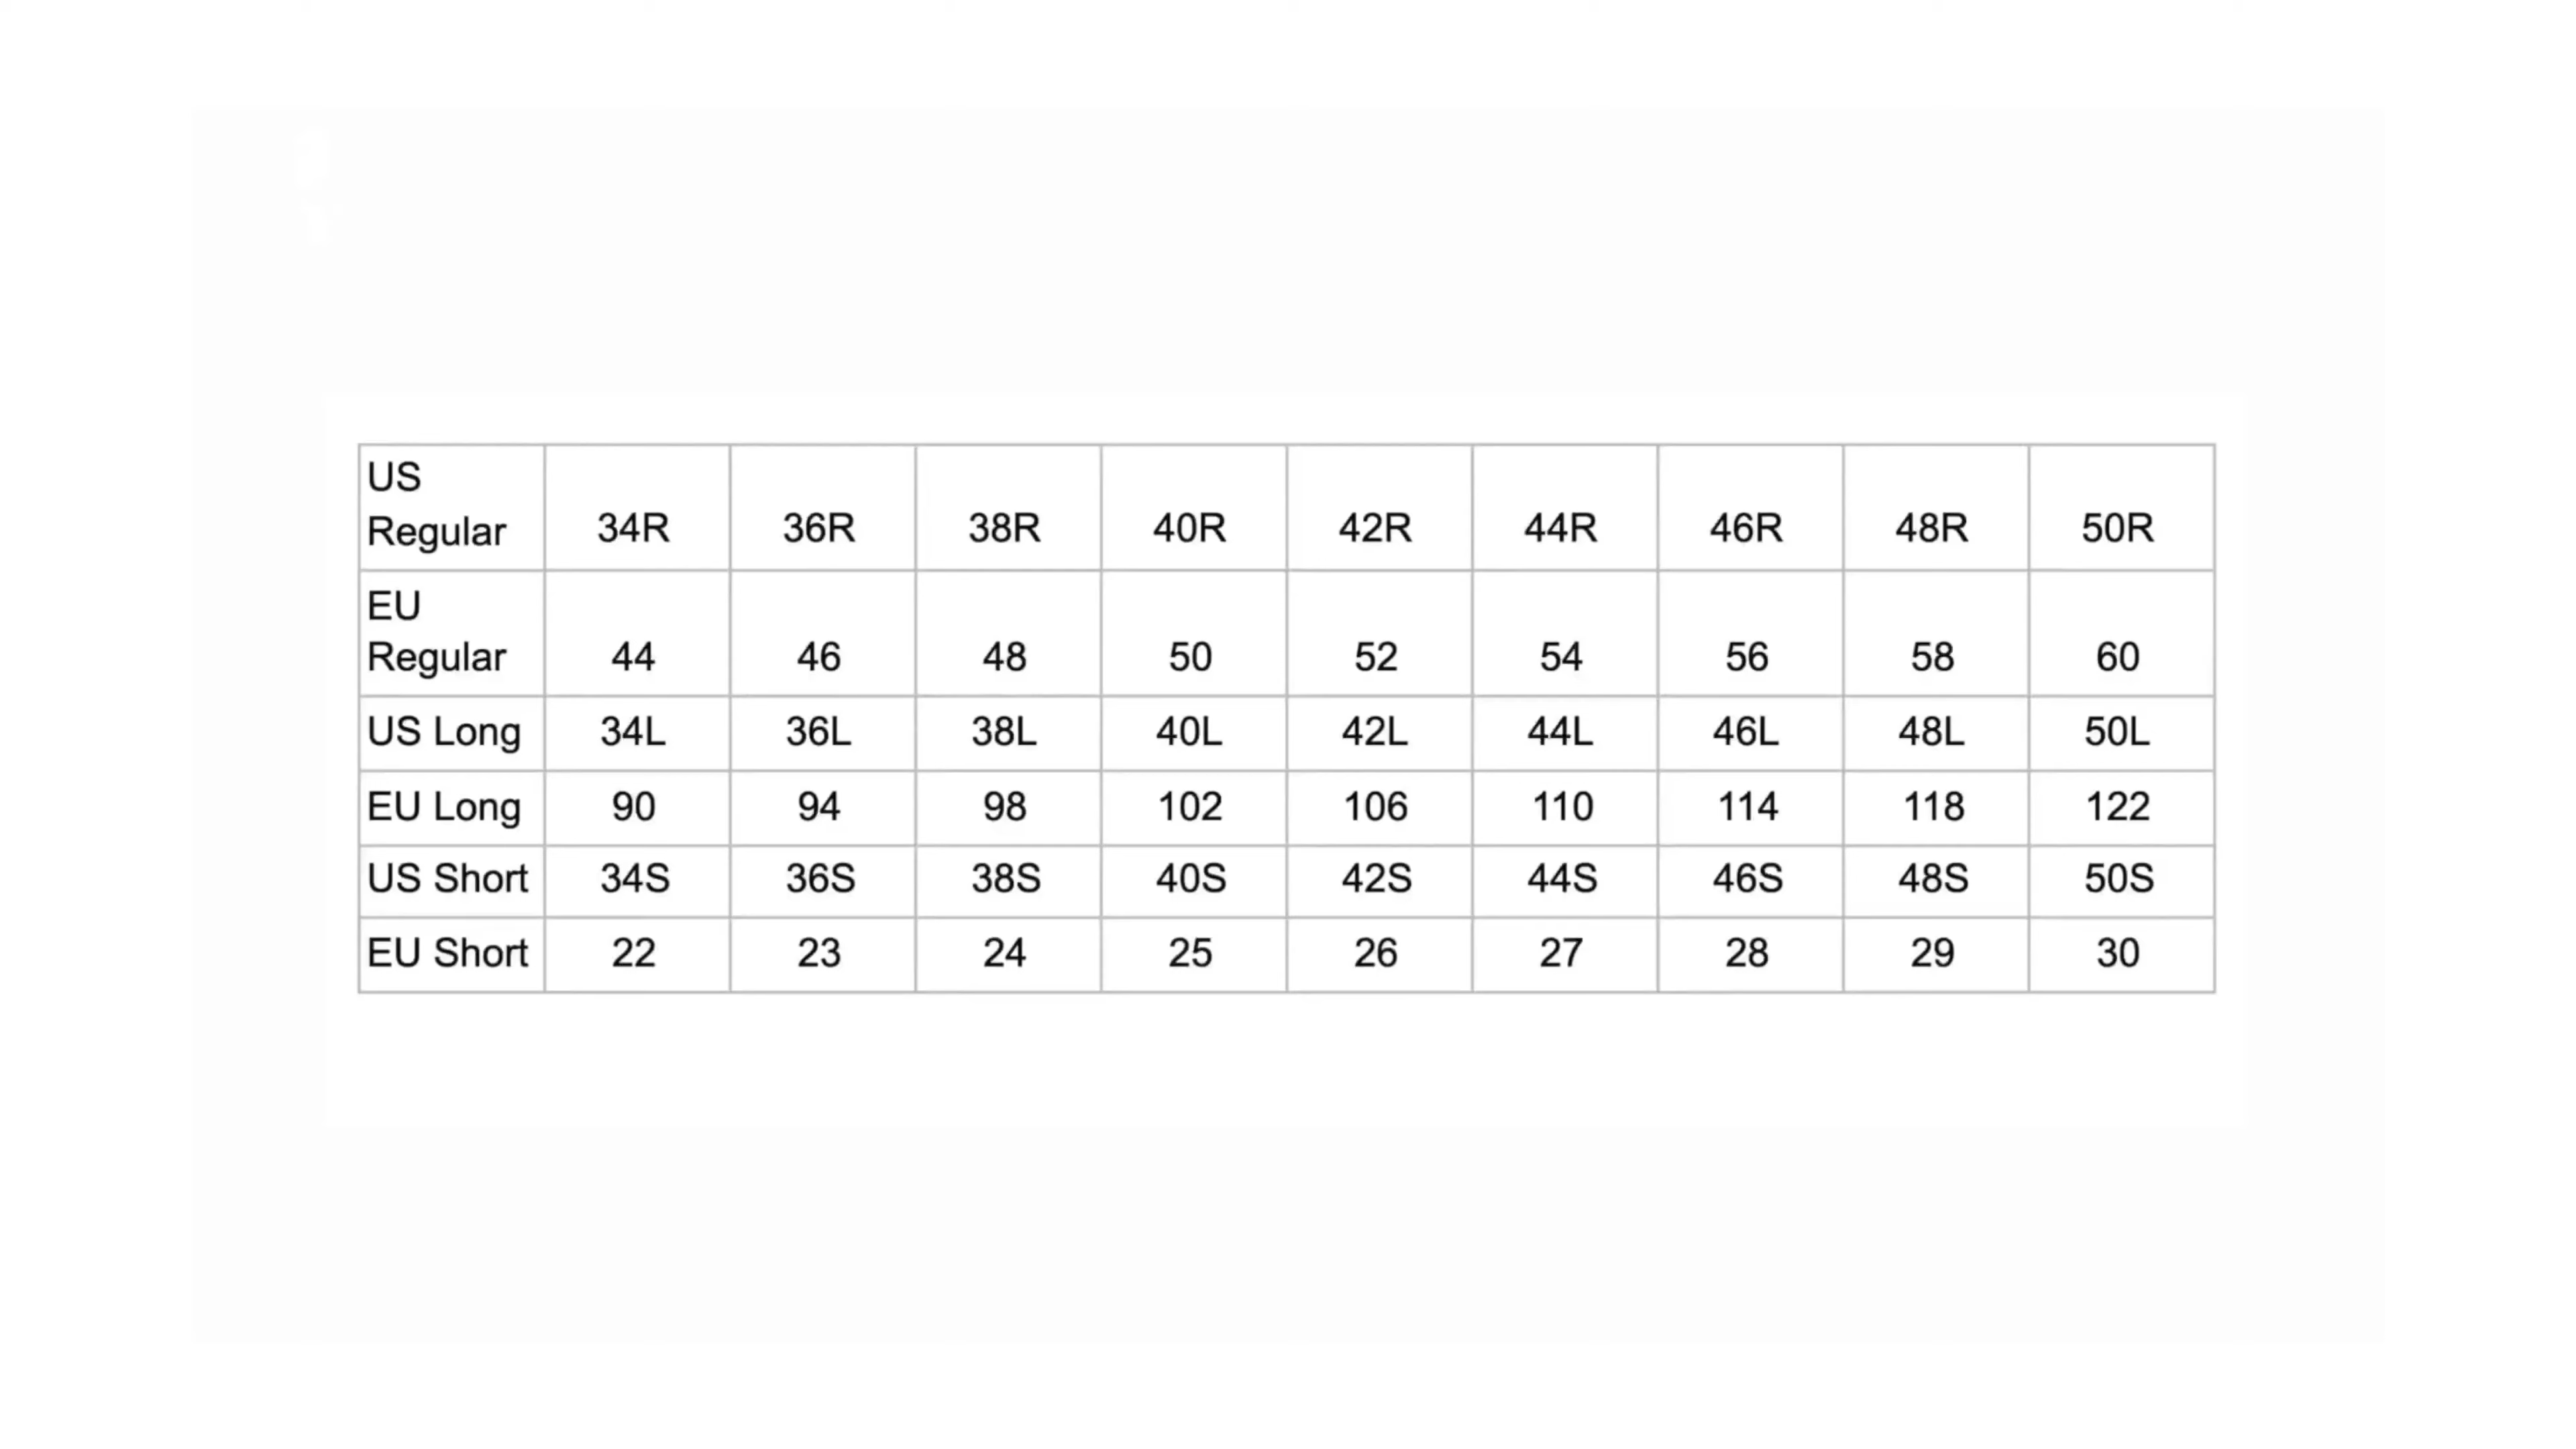 US
Regular 34R 36R 38R 40R 42R 44R 46R 48R 50R
EU
Regular 44 46 48 50 52 54 56 58 60
US Long 34L 36L 38L 40L 42L 44L 46L 48L 50L
EU Long 90 94 98 102 106 110 114 118 122
US Short 34S 36S 38S 40S 42S 44S 46S 48S 50S
EU Short 22 23 24 25 26 27 28 29 30